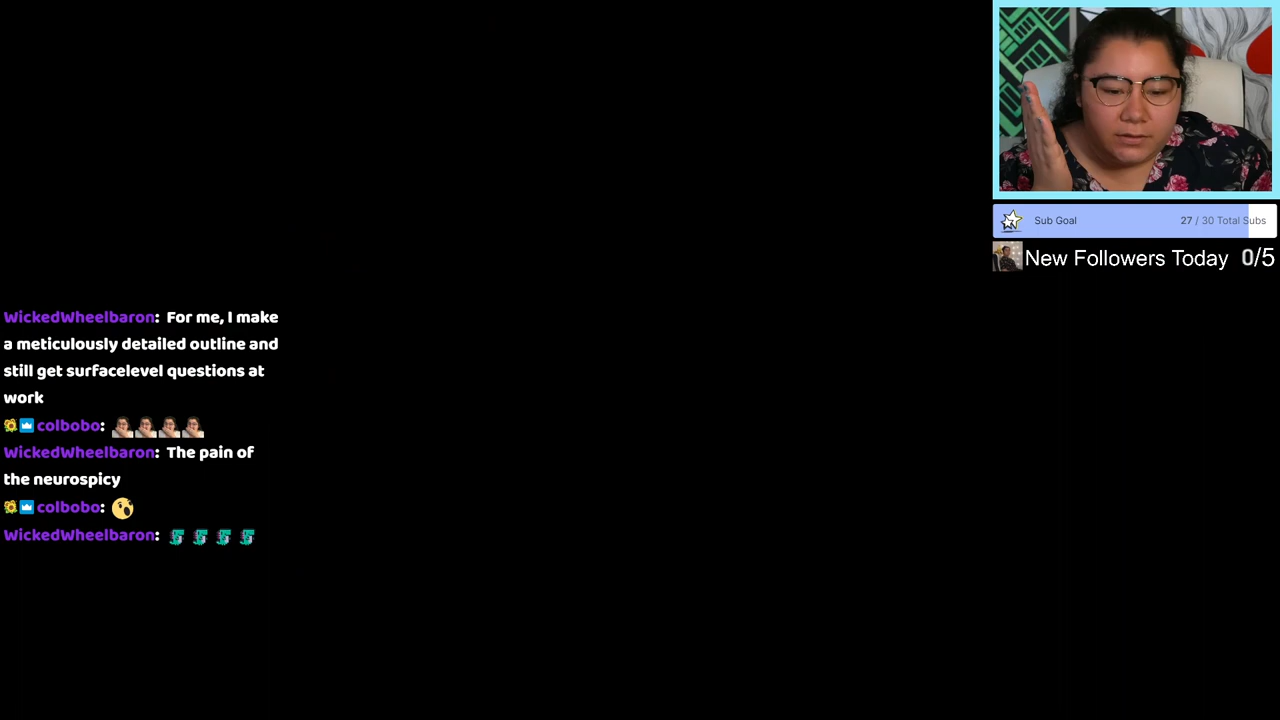 Sub Goal
27 / 30 Total Subs
New Followers Today 0/5
WickedWheelbaron: For me, I make
a meticulously detailed outline and
still get surfacelevel questions at
work
colbobo:
WickedWheelbaron: The pain of
the neurospicy
colbobo:
WickedWheelbaron: